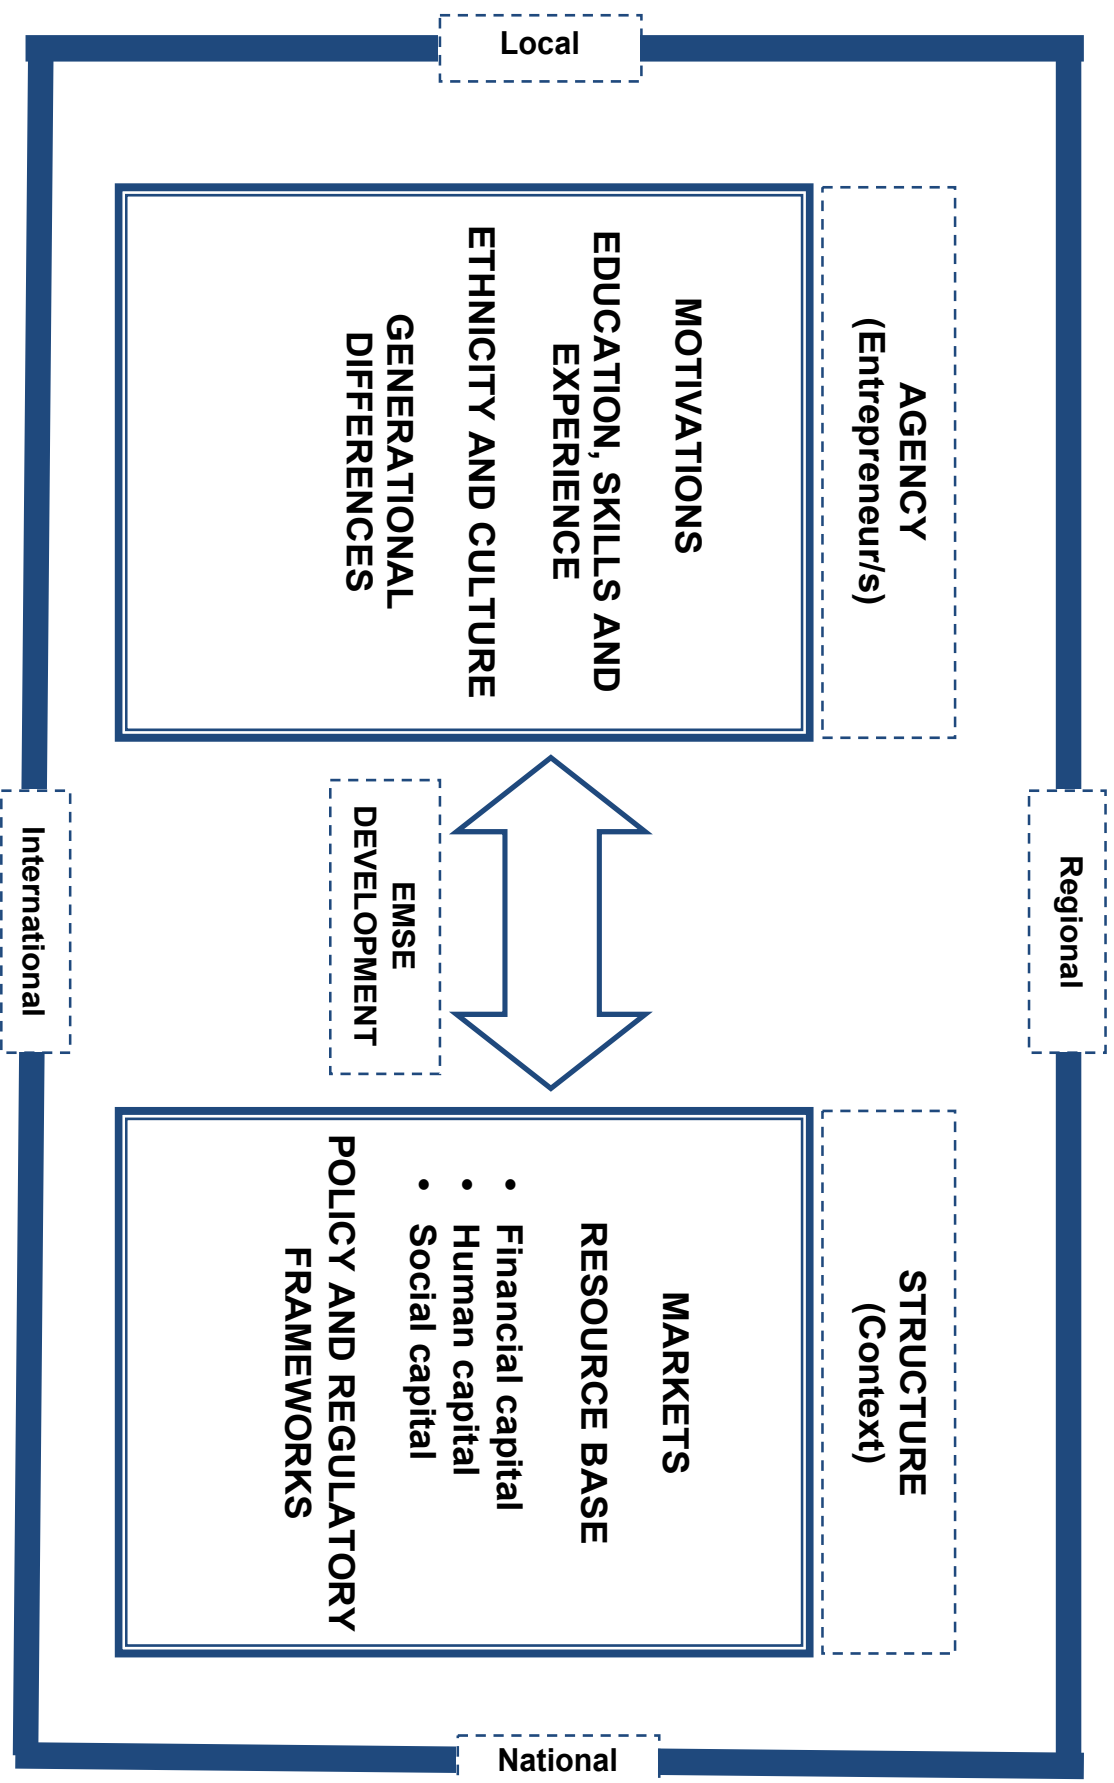 Local
Regional
AGENCY
(Entrepreneur/s)
MOTIVATIONS
EDUCATION, SKILLS AND
EXPERIENCE
ETHNICITY AND CULTURE
GENERATIONAL
DIFFERENCES
EMSE
DEVELOPMENT
STRUCTURE
(Context)
MARKETS
RESOURCE BASE
• Financial capital
• Human capital
• Social capital
POLICY AND REGULATORY
FRAMEWORKS
International
National